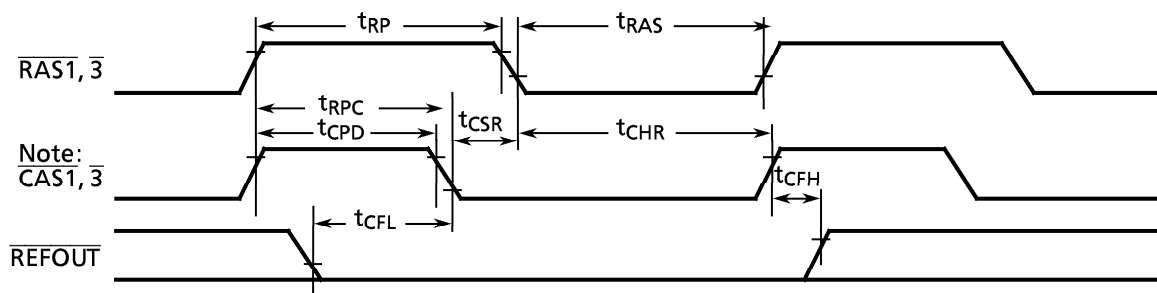 tRP
tRAS
RAS1, 3
tRPC
tCSR
tCPD
tCHR
Note:
CAS1, 3
tCFH
tCFL
REFOUT